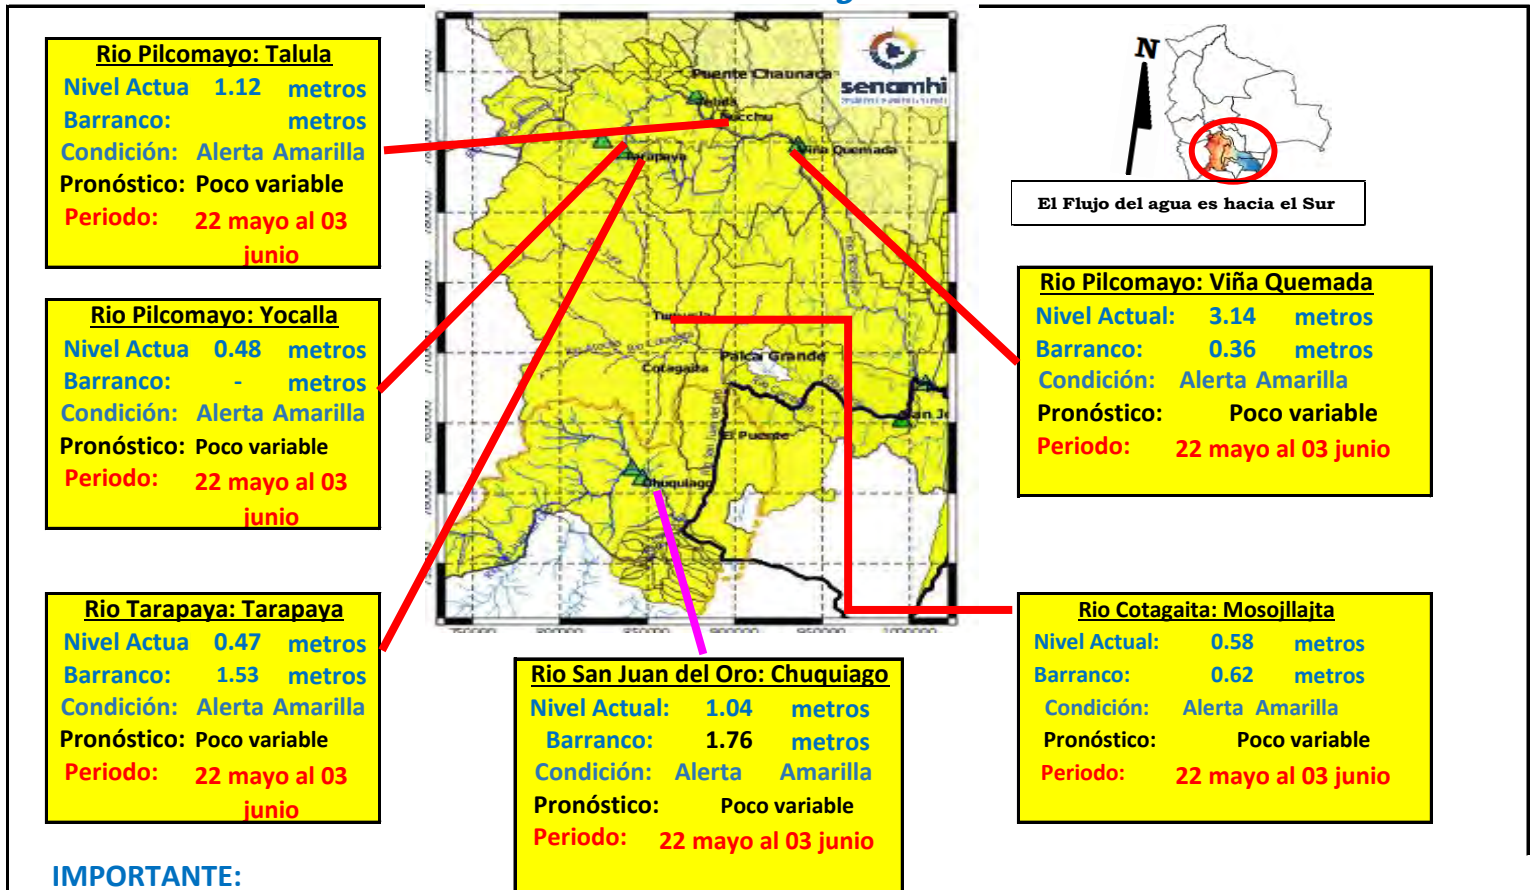 Rio Pilcomayo: Talula
Nivel Actua 1.12 metros
Barranco: metros
Condición: Alerta Amarilla
Pronóstico: Poco variable
Periodo: 22 mayo al 03
junio
Rio Pilcomayo: Yocalla
Nivel Actua 0.48 metros
Barranco: - metros
Condición: Alerta Amarilla
Pronóstico: Poco variable
Periodo: 22 mayo al 03
junio
Rio Tarapaya: Tarapaya
Nivel Actua 0.47 metros
Barranco: 1.53 metros
Condición: Alerta Amarilla
Pronóstico: Poco variable
Periodo: 22 mayo al 03
junio
IMPORTANTE:
senamhi
Puente Chaunaca
Talula
Viña Quemada
Tarapaya
Palca Grande
Cotagaita
El Puente
Chuquiago
750000 800000 850000 900000 950000 1000000
Rio San Juan del Oro: Chuquiago
Nivel Actual: 1.04 metros
Barranco: 1.76 metros
Condición: Alerta Amarilla
Pronóstico: Poco variable
Periodo: 22 mayo al 03 junio
N
El Flujo del agua es hacia el Sur
Rio Pilcomayo: Viña Quemada
Nivel Actual: 3.14 metros
Barranco: 0.36 metros
Condición: Alerta Amarilla
Pronóstico: Poco variable
Periodo: 22 mayo al 03 junio
Rio Cotagaita: Mosojllajta
Nivel Actual: 0.58 metros
Barranco: 0.62 metros
Condición: Alerta Amarilla
Pronóstico: Poco variable
Periodo: 22 mayo al 03 junio